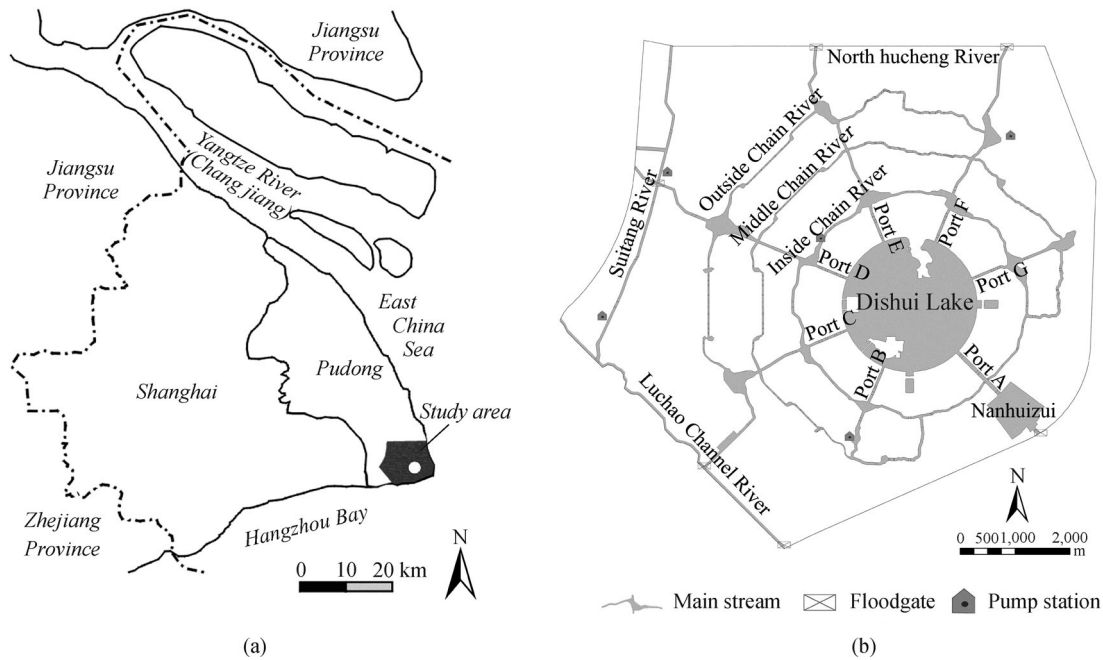 Jiangsu
Province
Jiangsu
Province
Yangtze River
(Chang jiang)
East
China
Sea
Pudong
Shanghai
Study area
Zhejiang
Province
Hangzhou Bay
N
0 10 20 km
(a)
North hucheng River
Outside Chain River
Middle Chain River
Inside Chain River
Suitang River
Port E
Port F
Port D
Port G
Dishui Lake
Port C
Port B
Port A
Nanhuizui
Luchao Channel River
N
0 500 1,000 2,000
m
Main stream Floodgate Pump station
(b)